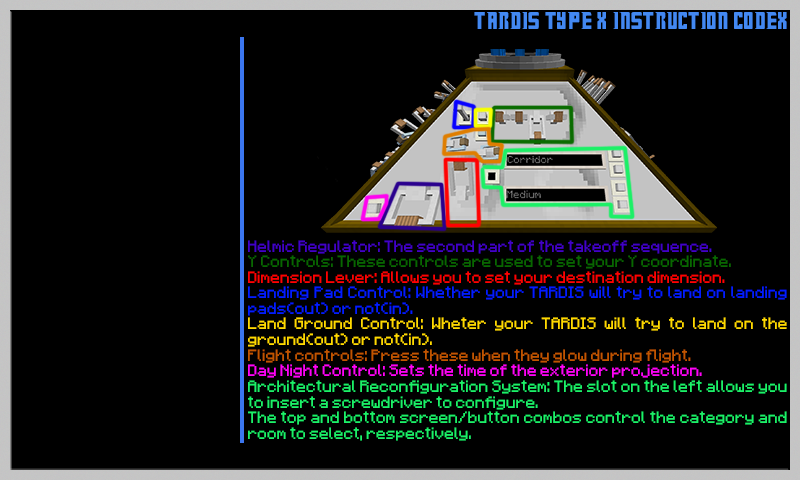 TARDIS TYPE X INSTRUCTION CODEX
Corridor
Medium
Helmic Regulator: The second part of the takeoff sequence.
Y Controls: These controls are used to set your Y coordinate.
Dimension Lever: Allows you to set your destination dimension.
Landing Pad Control: Whether your TARDIS will try to land on landing
pads(out) or not(in).
Land Ground Control: Wheter your TARDIS will try to land on the
ground(out) or not(in).
Flight controls: Press these when they glow during flight.
Day Night Control: Sets the time of the exterior projection.
Architectural Reconfiguration System: The slot on the left allows you
to insert a screwdriver to configure.
The top and bottom screen/button combos control the category and
room to select, respectively.